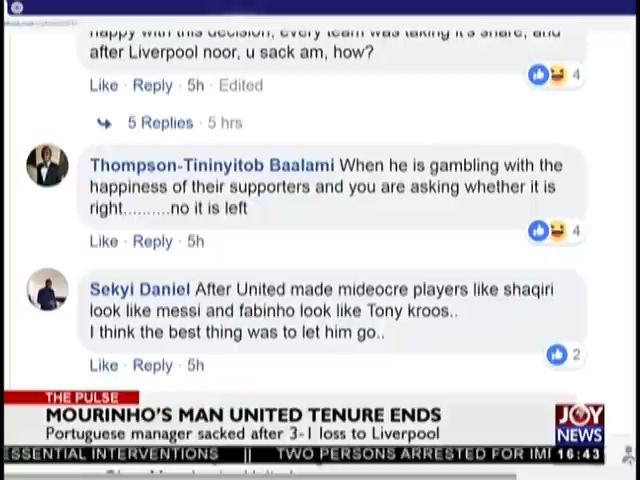 happy with this decision, every team was taking it's share, and
after Liverpool noor, u sack am, how?
Like · Reply · 5h · Edited
4
5 Replies · 5 hrs
Thompson-Tininyitob Baalami When he is gambling with the
happiness of their supporters and you are asking whether it is
right..........no it is left
4
Like · Reply · 5h
Sekyi Daniel After United made mideocre players like shaqiri
look like messi and fabinho look like Tony kroos..
I think the best thing was to let him go..
2
Like · Reply · 5h
THE PULSE
MOURINHO'S MAN UNITED TENURE ENDS
Portuguese manager sacked after 3-1 loss to Liverpool
JOY
NEWS
16:43
ESSENTIAL INTERVENTIONS || TWO PERSONS ARRESTED FOR